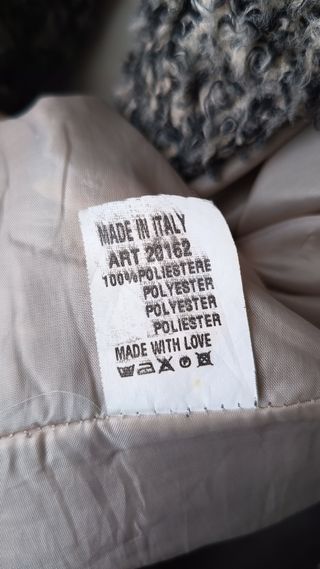 MADE IN ITALY
ART 20162
100%POLIESTERE
POLYESTER
POLYESTER
POLIESTER
MADE WITH LOVE